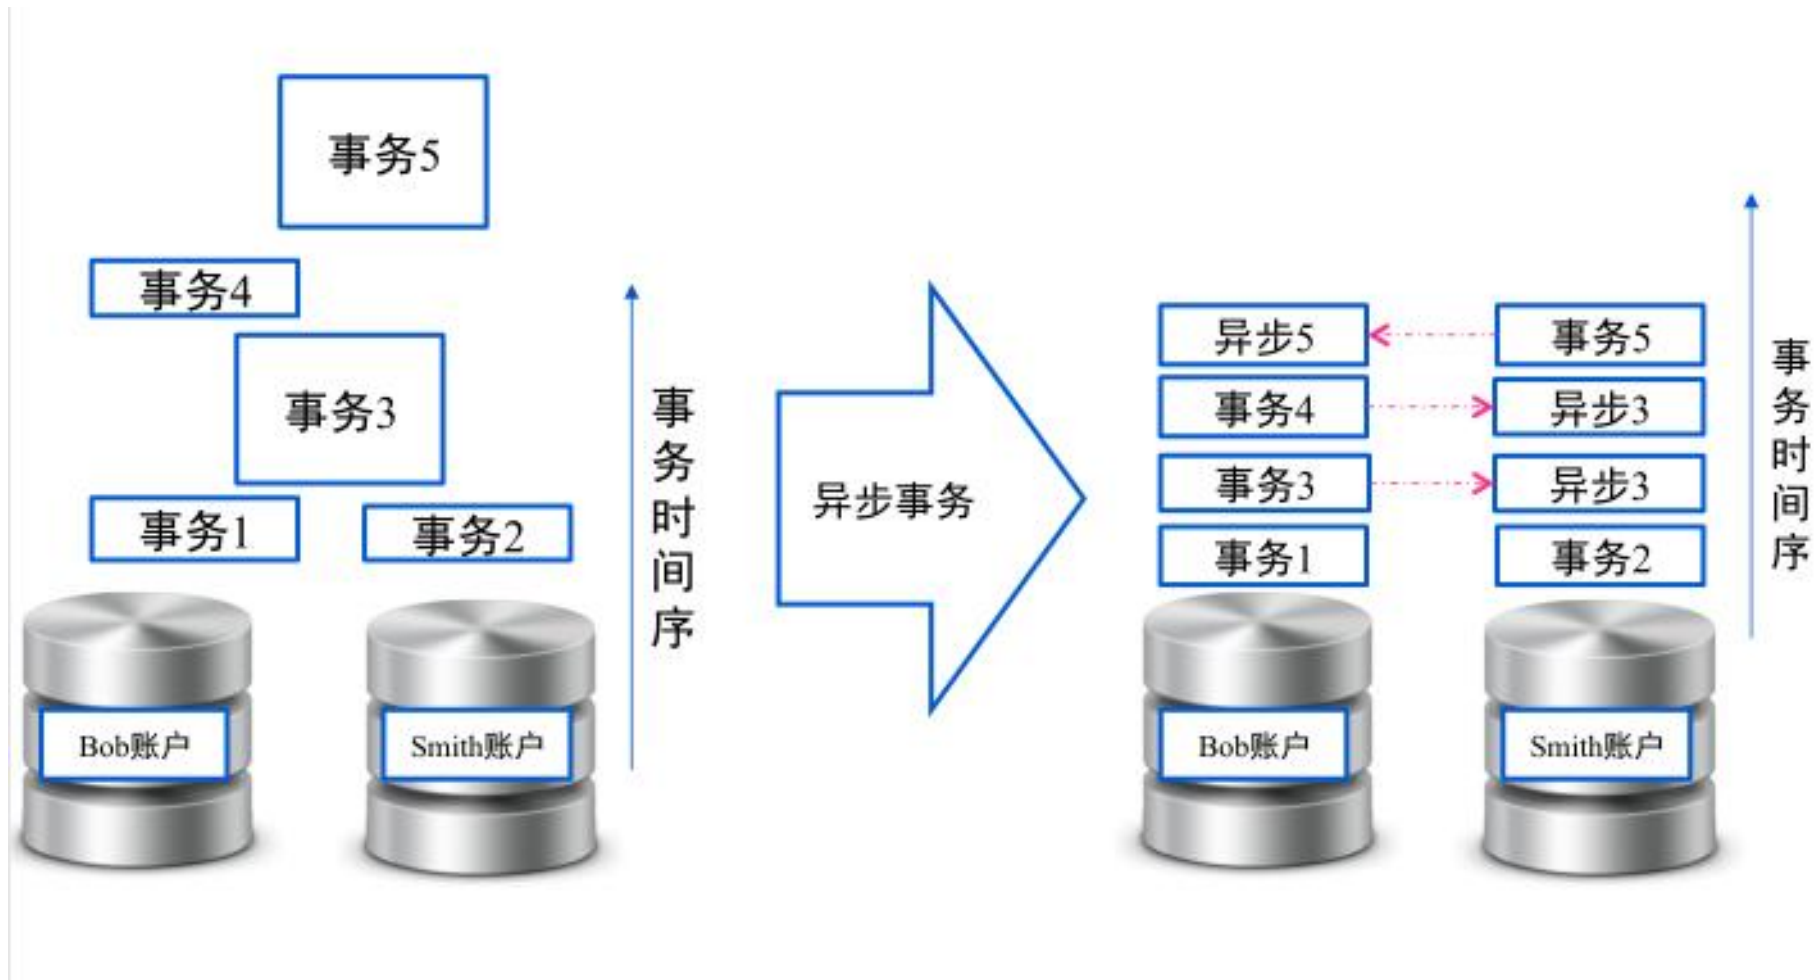 事务5
事务4
事务3
事务1
事务2
Bob账户
Smith账户
事务时间序
异步事务
异步5
事务5
事务4
异步3
事务3
异步3
事务1
事务2
Bob账户
Smith账户
事务时间序